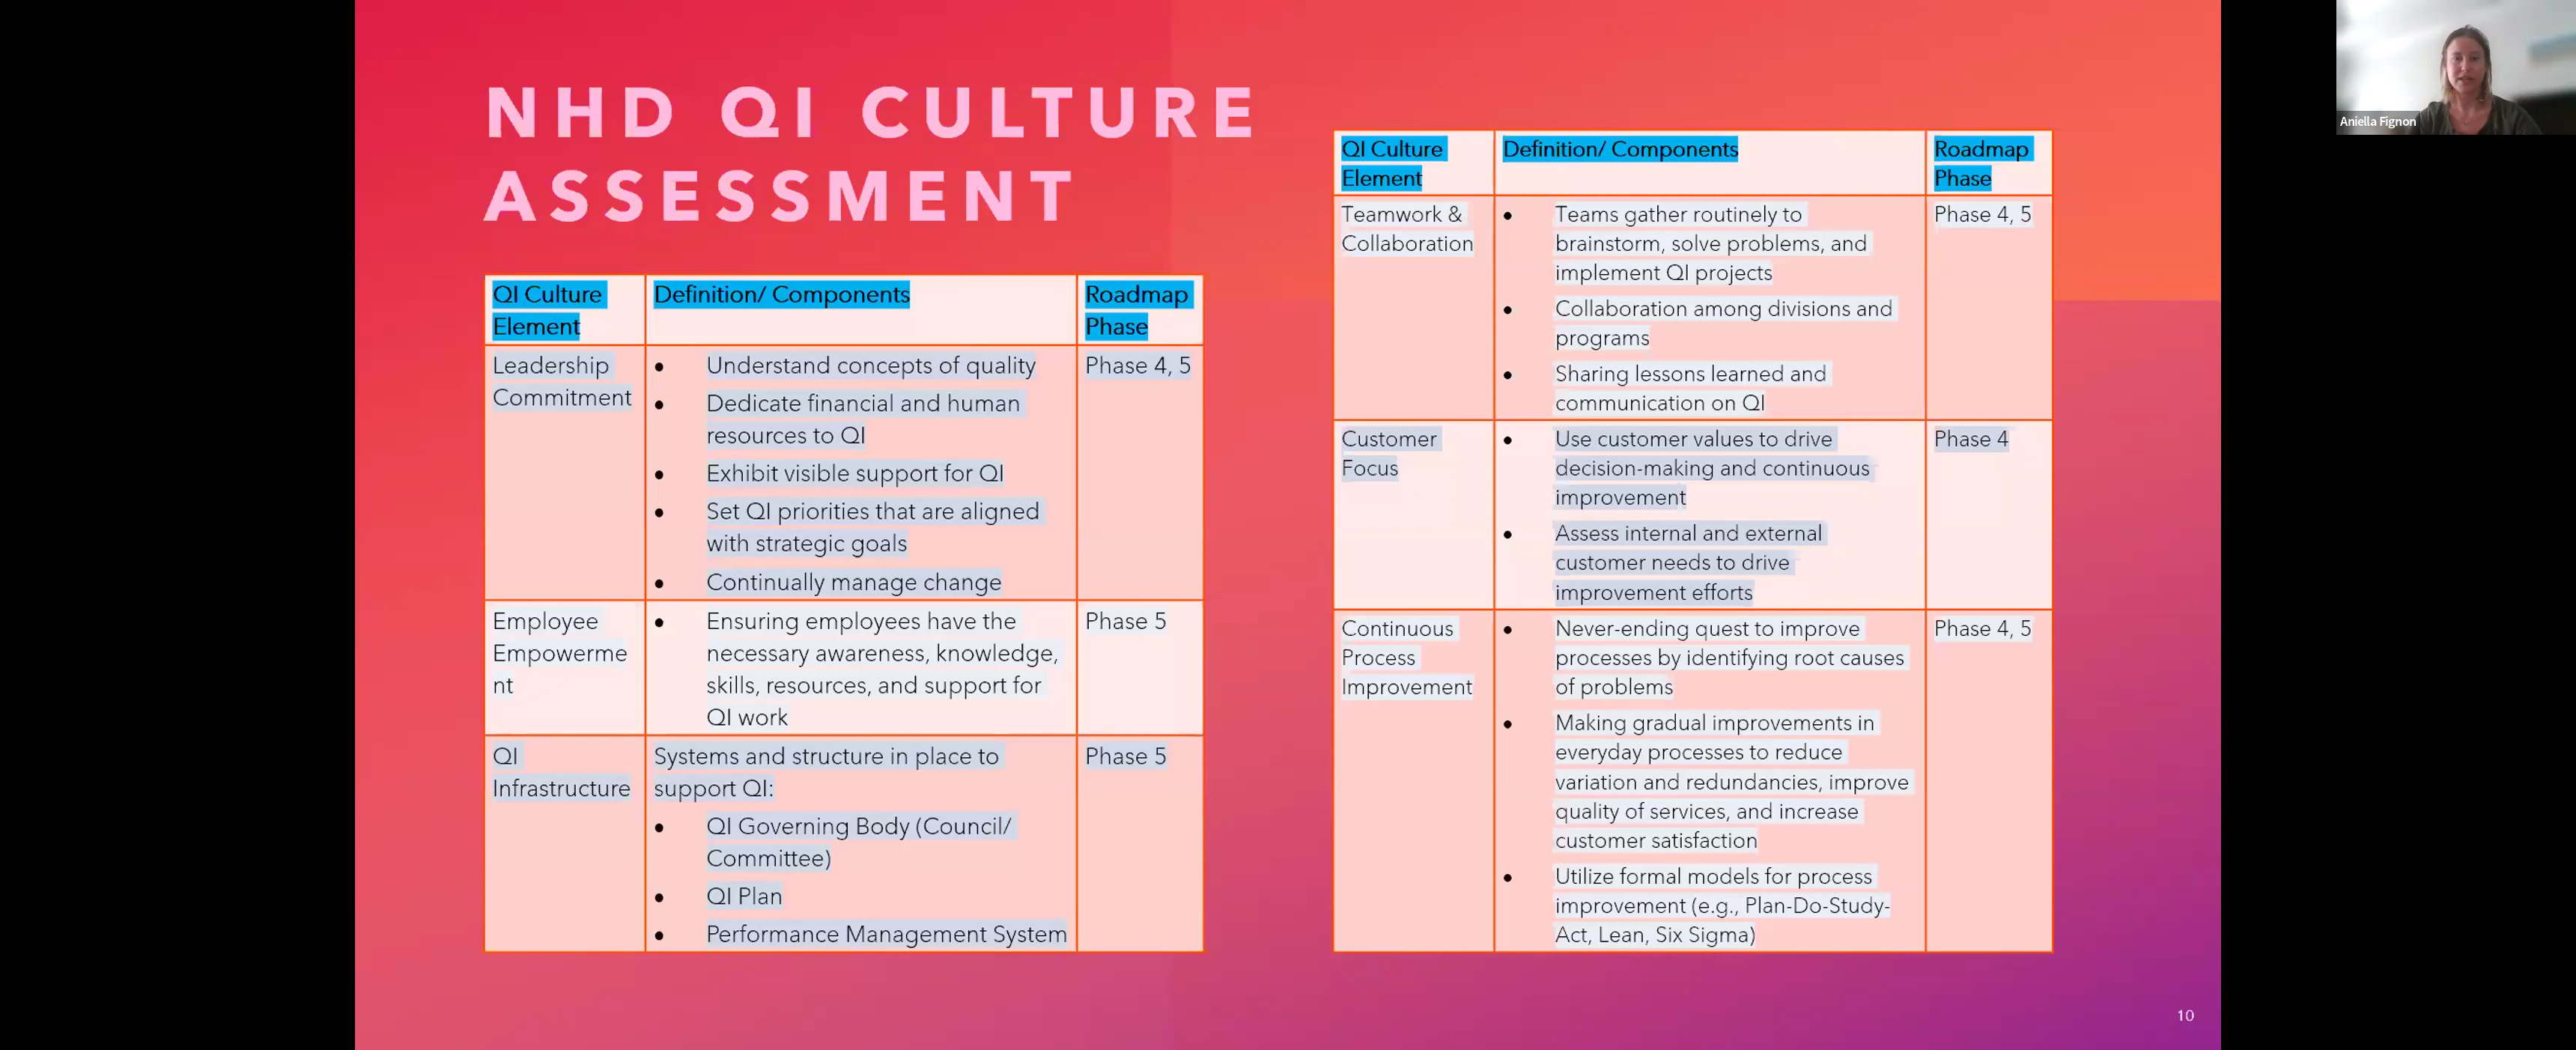 NHD QI CULTURE
ASSESSMENT
QI Culture
Element
Definition/ Components
Roadmap
Phase
Leadership
Commitment
• Understand concepts of quality
• Dedicate financial and human
resources to QI
• Exhibit visible support for QI
• Set QI priorities that are aligned
with strategic goals
• Continually manage change
Phase 4, 5
Employee
Empowerme
nt
• Ensuring employees have the
necessary awareness, knowledge,
skills, resources, and support for
QI work
Phase 5
QI
Infrastructure
Systems and structure in place to
support QI:
• QI Governing Body (Council/
Committee)
• QI Plan
• Performance Management System
Phase 5
QI Culture
Element
Definition/ Components
Roadmap
Phase
Teamwork &
Collaboration
• Teams gather routinely to
brainstorm, solve problems, and
implement QI projects
• Collaboration among divisions and
programs
• Sharing lessons learned and
communication on QI
Phase 4, 5
Customer
Focus
• Use customer values to drive
decision-making and continuous
improvement
• Assess internal and external
customer needs to drive
improvement efforts
Phase 4
Continuous
Process
Improvement
• Never-ending quest to improve
processes by identifying root causes
of problems
• Making gradual improvements in
everyday processes to reduce
variation and redundancies, improve
quality of services, and increase
customer satisfaction
• Utilize formal models for process
improvement (e.g., Plan-Do-Study-
Act, Lean, Six Sigma)
Phase 4, 5
10
Aniella Fignon